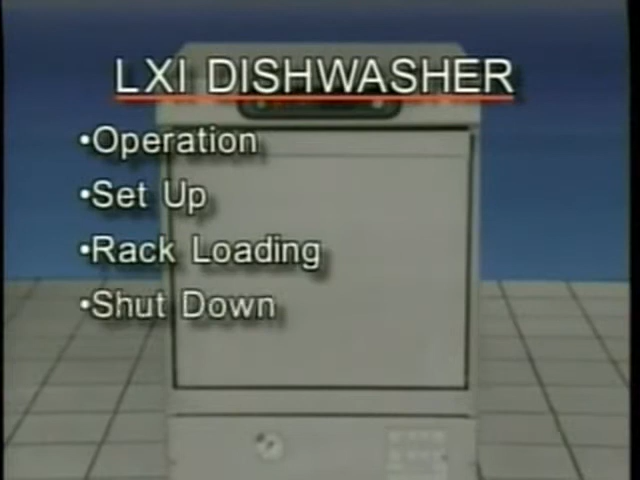 LXI DISHWASHER
•Operation
•Set Up
•Rack Loading
•Shut Down